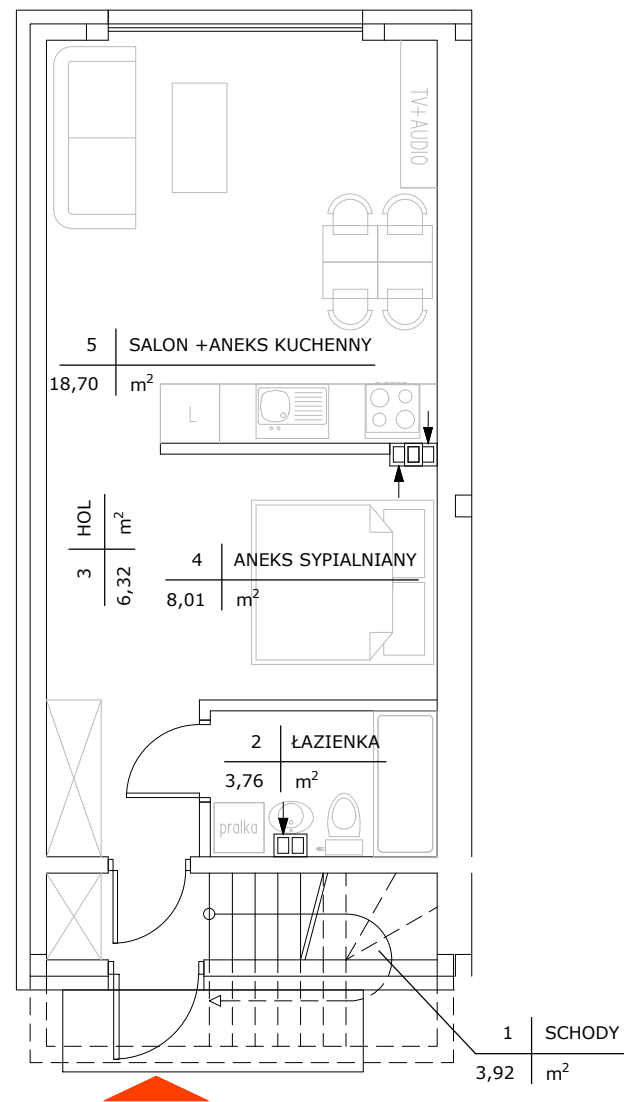 TV+AUDIO
5 SALON +ANEKS KUCHENNY
18,70 m²
L
3 HOL
6,32 m²
4 ANEKS SYPIALNIANY
8,01 m²
2 ŁAZIENKA
3,76 m²
pralka
1 SCHODY
3,92 m²